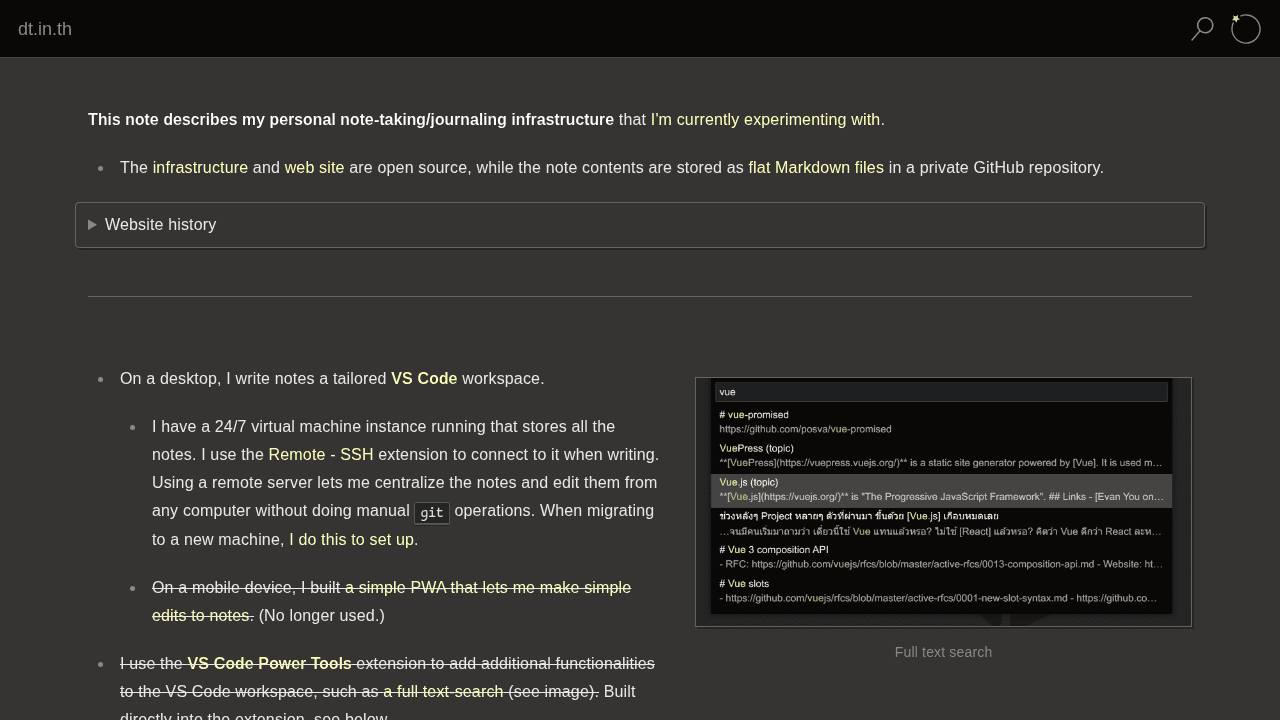 dt.in.th
This note describes my personal note-taking/journaling infrastructure that I'm currently experimenting with.
The infrastructure and web site are open source, while the note contents are stored as flat Markdown files in a private GitHub repository.
Website history
On a desktop, I write notes a tailored VS Code workspace.
I have a 24/7 virtual machine instance running that stores all the
notes. I use the Remote - SSH extension to connect to it when writing.
Using a remote server lets me centralize the notes and edit them from
any computer without doing manual git operations. When migrating
to a new machine, I do this to set up.
On a mobile device, I built a simple PWA that lets me make simple
edits to notes. (No longer used.)
I use the VS Code Power Tools extension to add additional functionalities
to the VS Code workspace, such as a full text-search (see image). Built
directly into the extension, see below.
vue
# vue-promised
https://github.com/posva/vue-promised
VuePress (topic)
**[VuePress](https://vuepress.vuejs.org/)** is a static site generator powered by [Vue]. It is used m…
Vue.js (topic)
**[Vue.js](https://vuejs.org/)** is "The Progressive JavaScript Framework". ## Links - [Evan You on…
ช่วงหลังๆ Project หลายๆ ตัวที่ผ่านมา ขึ้นด้วย [Vue.js] เกือบหมดเลย
…จนมีคนเริ่มมาถามว่า เดี๋ยวนี้ใช้ Vue แทนแล้วหรอ? ไม่ใช้ [React] แล้วหรอ? คิดว่า Vue ดีกว่า React ละห…
# Vue 3 composition API
- RFC: https://github.com/vuejs/rfcs/blob/master/active-rfcs/0013-composition-api.md - Website: ht…
# Vue slots
- https://github.com/vuejs/rfcs/blob/master/active-rfcs/0001-new-slot-syntax.md - https://github.co…
Full text search